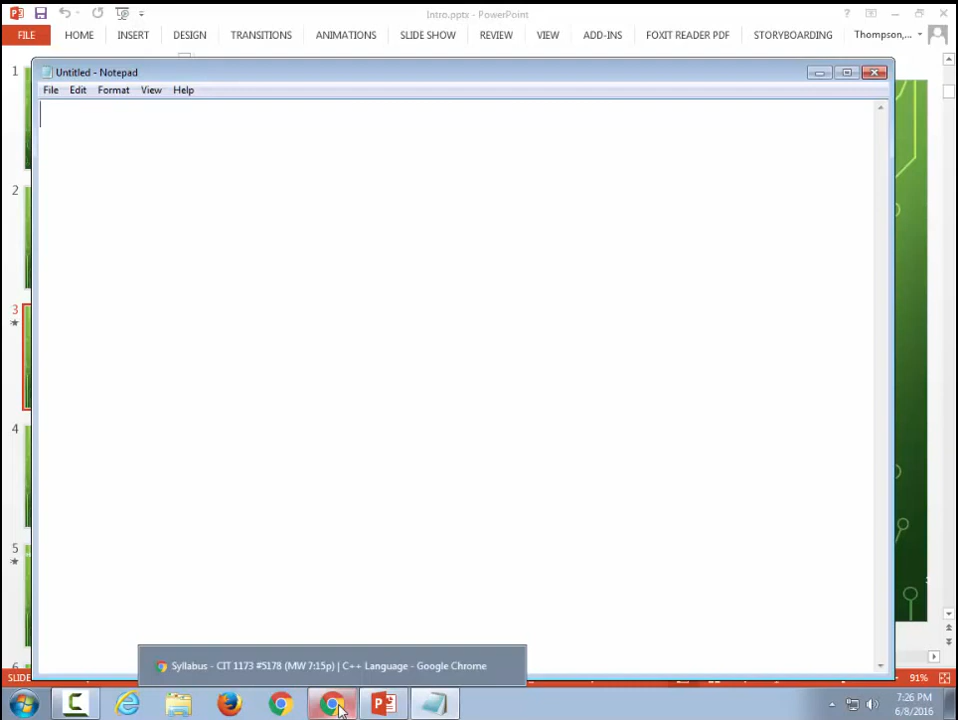 Intro.pptx - PowerPoint
FILE HOME INSERT DESIGN TRANSITIONS ANIMATIONS SLIDE SHOW REVIEW VIEW ADD-INS FOXIT READER PDF STORYBOARDING Thompson,...
1
Untitled - Notepad
File Edit Format View Help
2
3
4
5
6
Syllabus - CIT 1173 #5178 (MW 7:15p) | C++ Language - Google Chrome
SLIDE 91%
7:26 PM
6/8/2016